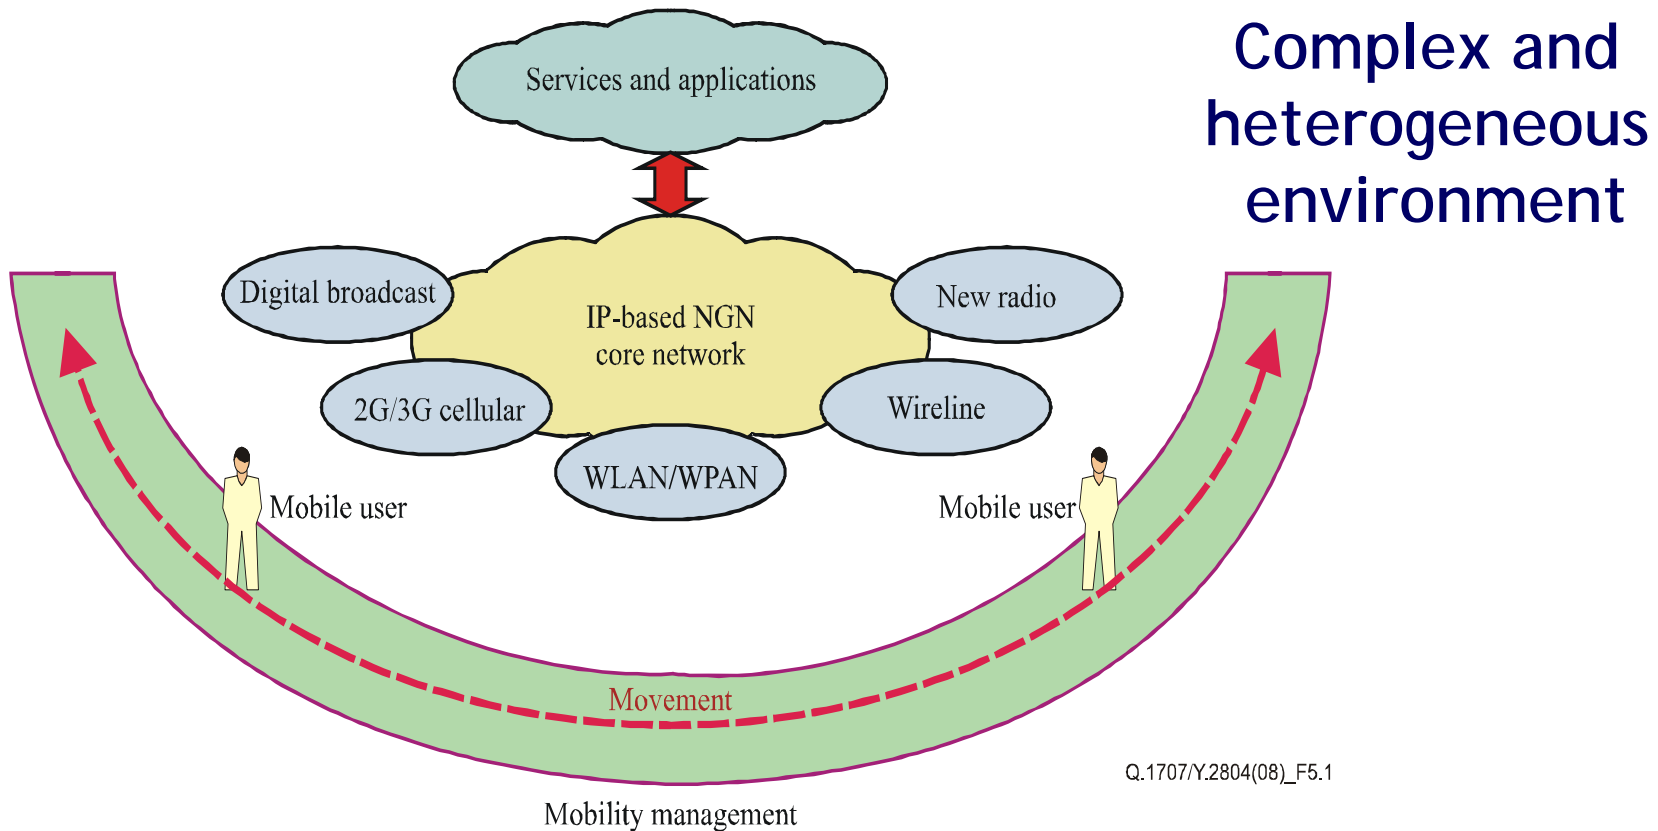 Complex and
heterogeneous
environment
Services and applications
Digital broadcast
New radio
IP-based NGN
core network
2G/3G cellular
Wireline
WLAN/WPAN
Mobile user
Mobile user
Movement
Q.1707/Y.2804(08)_F5.1
Mobility management